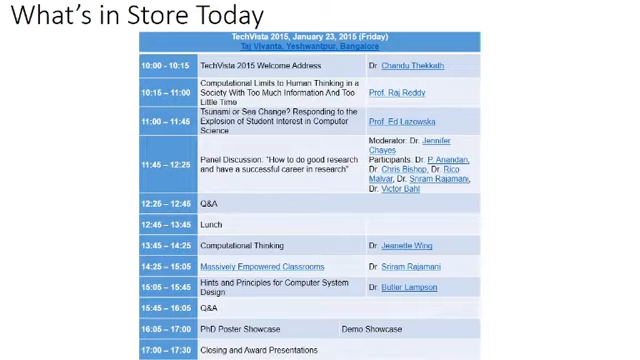 What's in Store Today
TechVista 2015, January 23, 2015 (Friday)
Taj Vivanta, Yeshwantpur, Bangalore
10:00 - 10:15 TechVista 2015 Welcome Address Dr. Chandu Thekkath
10:15 - 11:00 Computational Limits to Human Thinking in a
Society With Too Much Information And Too
Little Time Prof. Raj Reddy
11:00 - 11:45 Tsunami or Sea Change? Responding to the
Explosion of Student Interest in Computer
Science Prof. Ed Lazowska
11:45 - 12:25 Panel Discussion: "How to do good research
and have a successful career in research"
Moderator: Dr. Jennifer
Chayes
Participants: Dr. P. Anandan,
Dr. Chris Bishop, Dr. Rico
Malvar, Dr. Sriram Rajamani,
Dr. Victor Bahl
12:25 - 12:45 Q&A
12:45 - 13:45 Lunch
13:45 - 14:25 Computational Thinking Dr. Jeanette Wing
14:25 - 15:05 Massively Empowered Classrooms Dr. Sriram Rajamani
15:05 - 15:45 Hints and Principles for Computer System
Design Dr. Butler Lampson
15:45 - 16:05 Q&A
16:05 - 17:00 PhD Poster Showcase Demo Showcase
17:00 - 17:30 Closing and Award Presentations